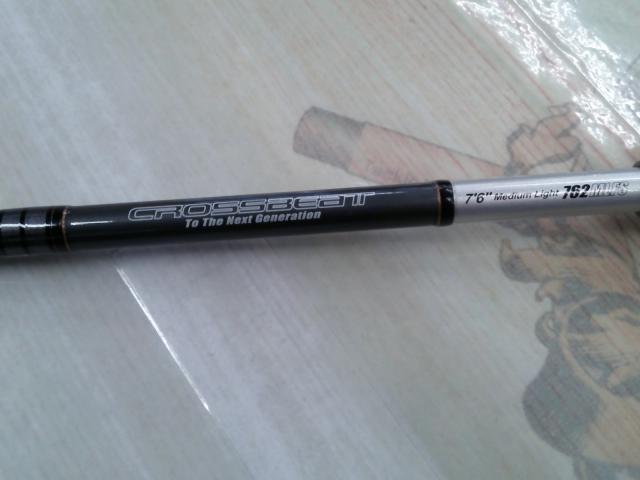 CROSSBEAT
To The Next Generation
7'6" Medium Light 762MLFS